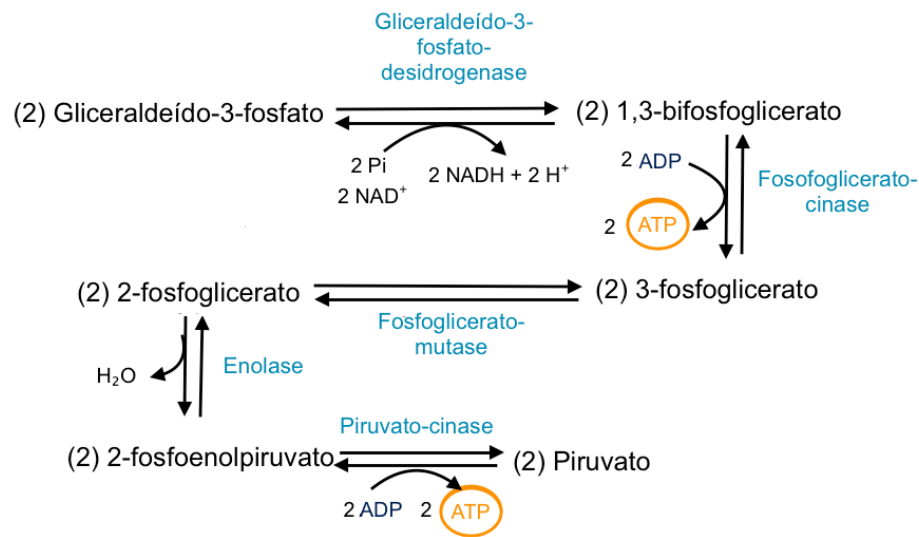 Gliceraldeído-3-
fosfato-
desidrogenase
(2) Gliceraldeído-3-fosfato
(2) 1,3-bifosfoglicerato
2 Pi
2 NAD⁺
2 NADH + 2 H⁺
2 ADP
2 ATP
Fosofoglicerato-
cinase
(2) 2-fosfoglicerato
(2) 3-fosfoglicerato
Fosfoglicerato-
mutase
H₂O
Enolase
Piruvato-cinase
(2) 2-fosfoenolpiruvato
(2) Piruvato
2 ADP 2 ATP